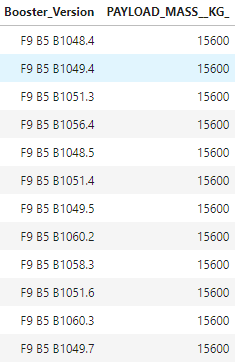 Booster_Version PAYLOAD_MASS__KG_
F9 B5 B1048.4 15600
F9 B5 B1049.4 15600
F9 B5 B1051.3 15600
F9 B5 B1056.4 15600
F9 B5 B1048.5 15600
F9 B5 B1051.4 15600
F9 B5 B1049.5 15600
F9 B5 B1060.2 15600
F9 B5 B1058.3 15600
F9 B5 B1051.6 15600
F9 B5 B1060.3 15600
F9 B5 B1049.7 15600